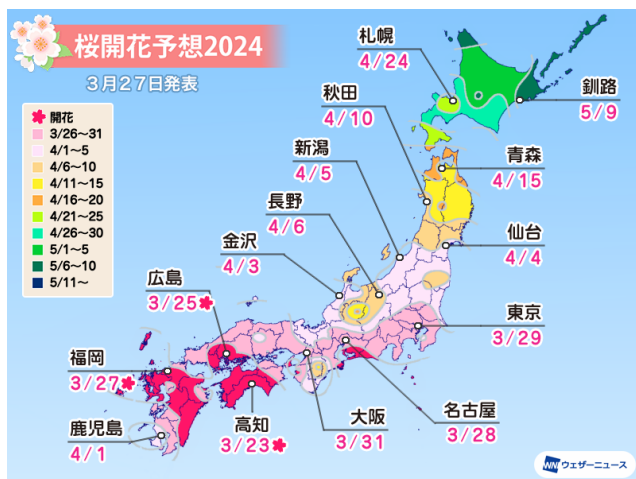 桜開花予想2024
3月27日発表
開花
3/26〜31
4/1〜5
4/6〜10
4/11〜15
4/16〜20
4/21〜25
4/26〜30
5/1〜5
5/6〜10
5/11〜
札幌
4/24
釧路
5/9
秋田
4/10
青森
4/15
新潟
4/5
長野
4/6
仙台
4/4
金沢
4/3
広島
3/25
東京
3/29
福岡
3/27
名古屋
3/28
鹿児島
4/1
高知
3/23
大阪
3/31
ウェザーニュース